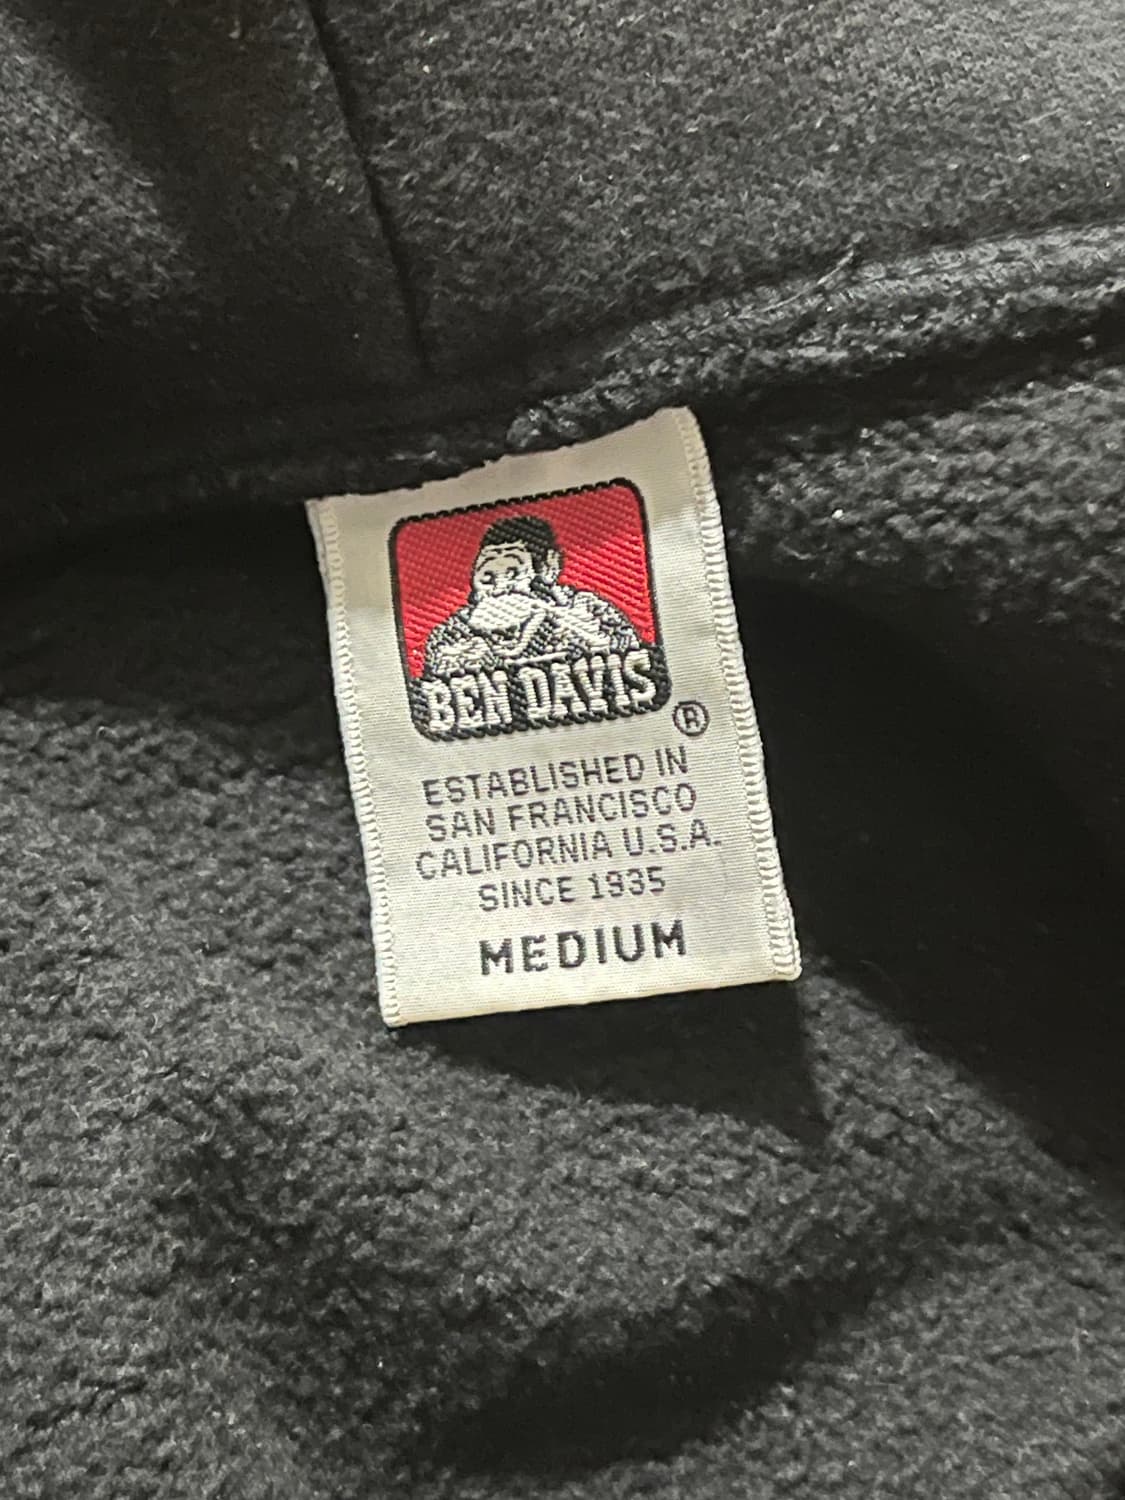 BEN DAVIS
®
ESTABLISHED IN
SAN FRANCISCO
CALIFORNIA U.S.A.
SINCE 1935
MEDIUM